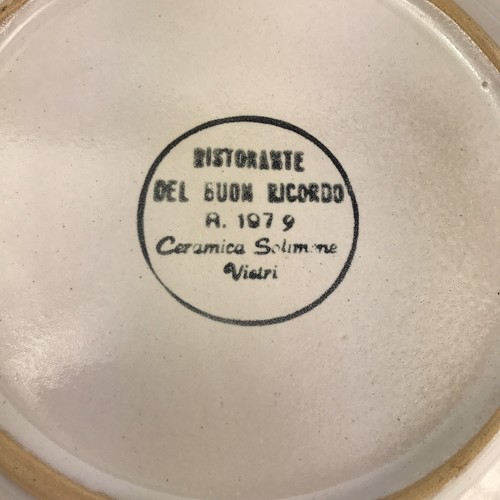 RISTORANTE
DEL BUON RICORDO
A. 1979
Ceramica Solimene
Vietri